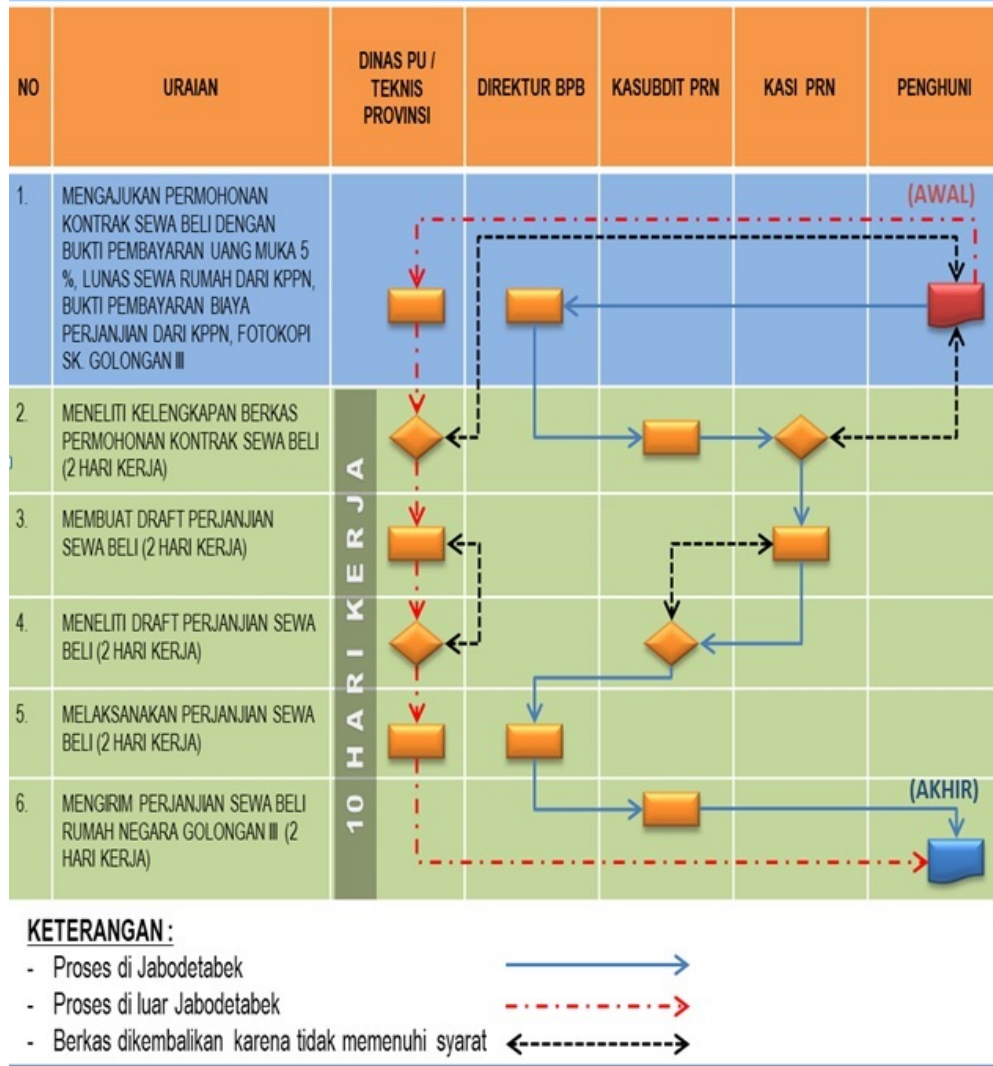 NO
URAIAN
DINAS PU /
TEKNIS
PROVINSI
DIREKTUR BPB
KASUBDIT PRN
KASI PRN
PENGHUNI
1.
MENGAJUKAN PERMOHONAN
KONTRAK SEWA BELI DENGAN
BUKTI PEMBAYARAN UANG MUKA 5
%, LUNAS SEWA RUMAH DARI KPPN,
BUKTI PEMBAYARAN BIAYA
PERJANJIAN DARI KPPN, FOTOKOPI
SK. GOLONGAN III
(AWAL)
2.
MENELITI KELENGKAPAN BERKAS
PERMOHONAN KONTRAK SEWA BELI
(2 HARI KERJA)
3.
MEMBUAT DRAFT PERJANJIAN
SEWA BELI (2 HARI KERJA)
4.
MENELITI DRAFT PERJANJIAN SEWA
BELI (2 HARI KERJA)
5.
MELAKSANAKAN PERJANJIAN SEWA
BELI (2 HARI KERJA)
6.
MENGIRIM PERJANJIAN SEWA BELI
RUMAH NEGARA GOLONGAN III (2
HARI KERJA)
10 HARI KERJA
(AKHIR)
KETERANGAN :
- Proses di Jabodetabek
- Proses di luar Jabodetabek
- Berkas dikembalikan karena tidak memenuhi syarat